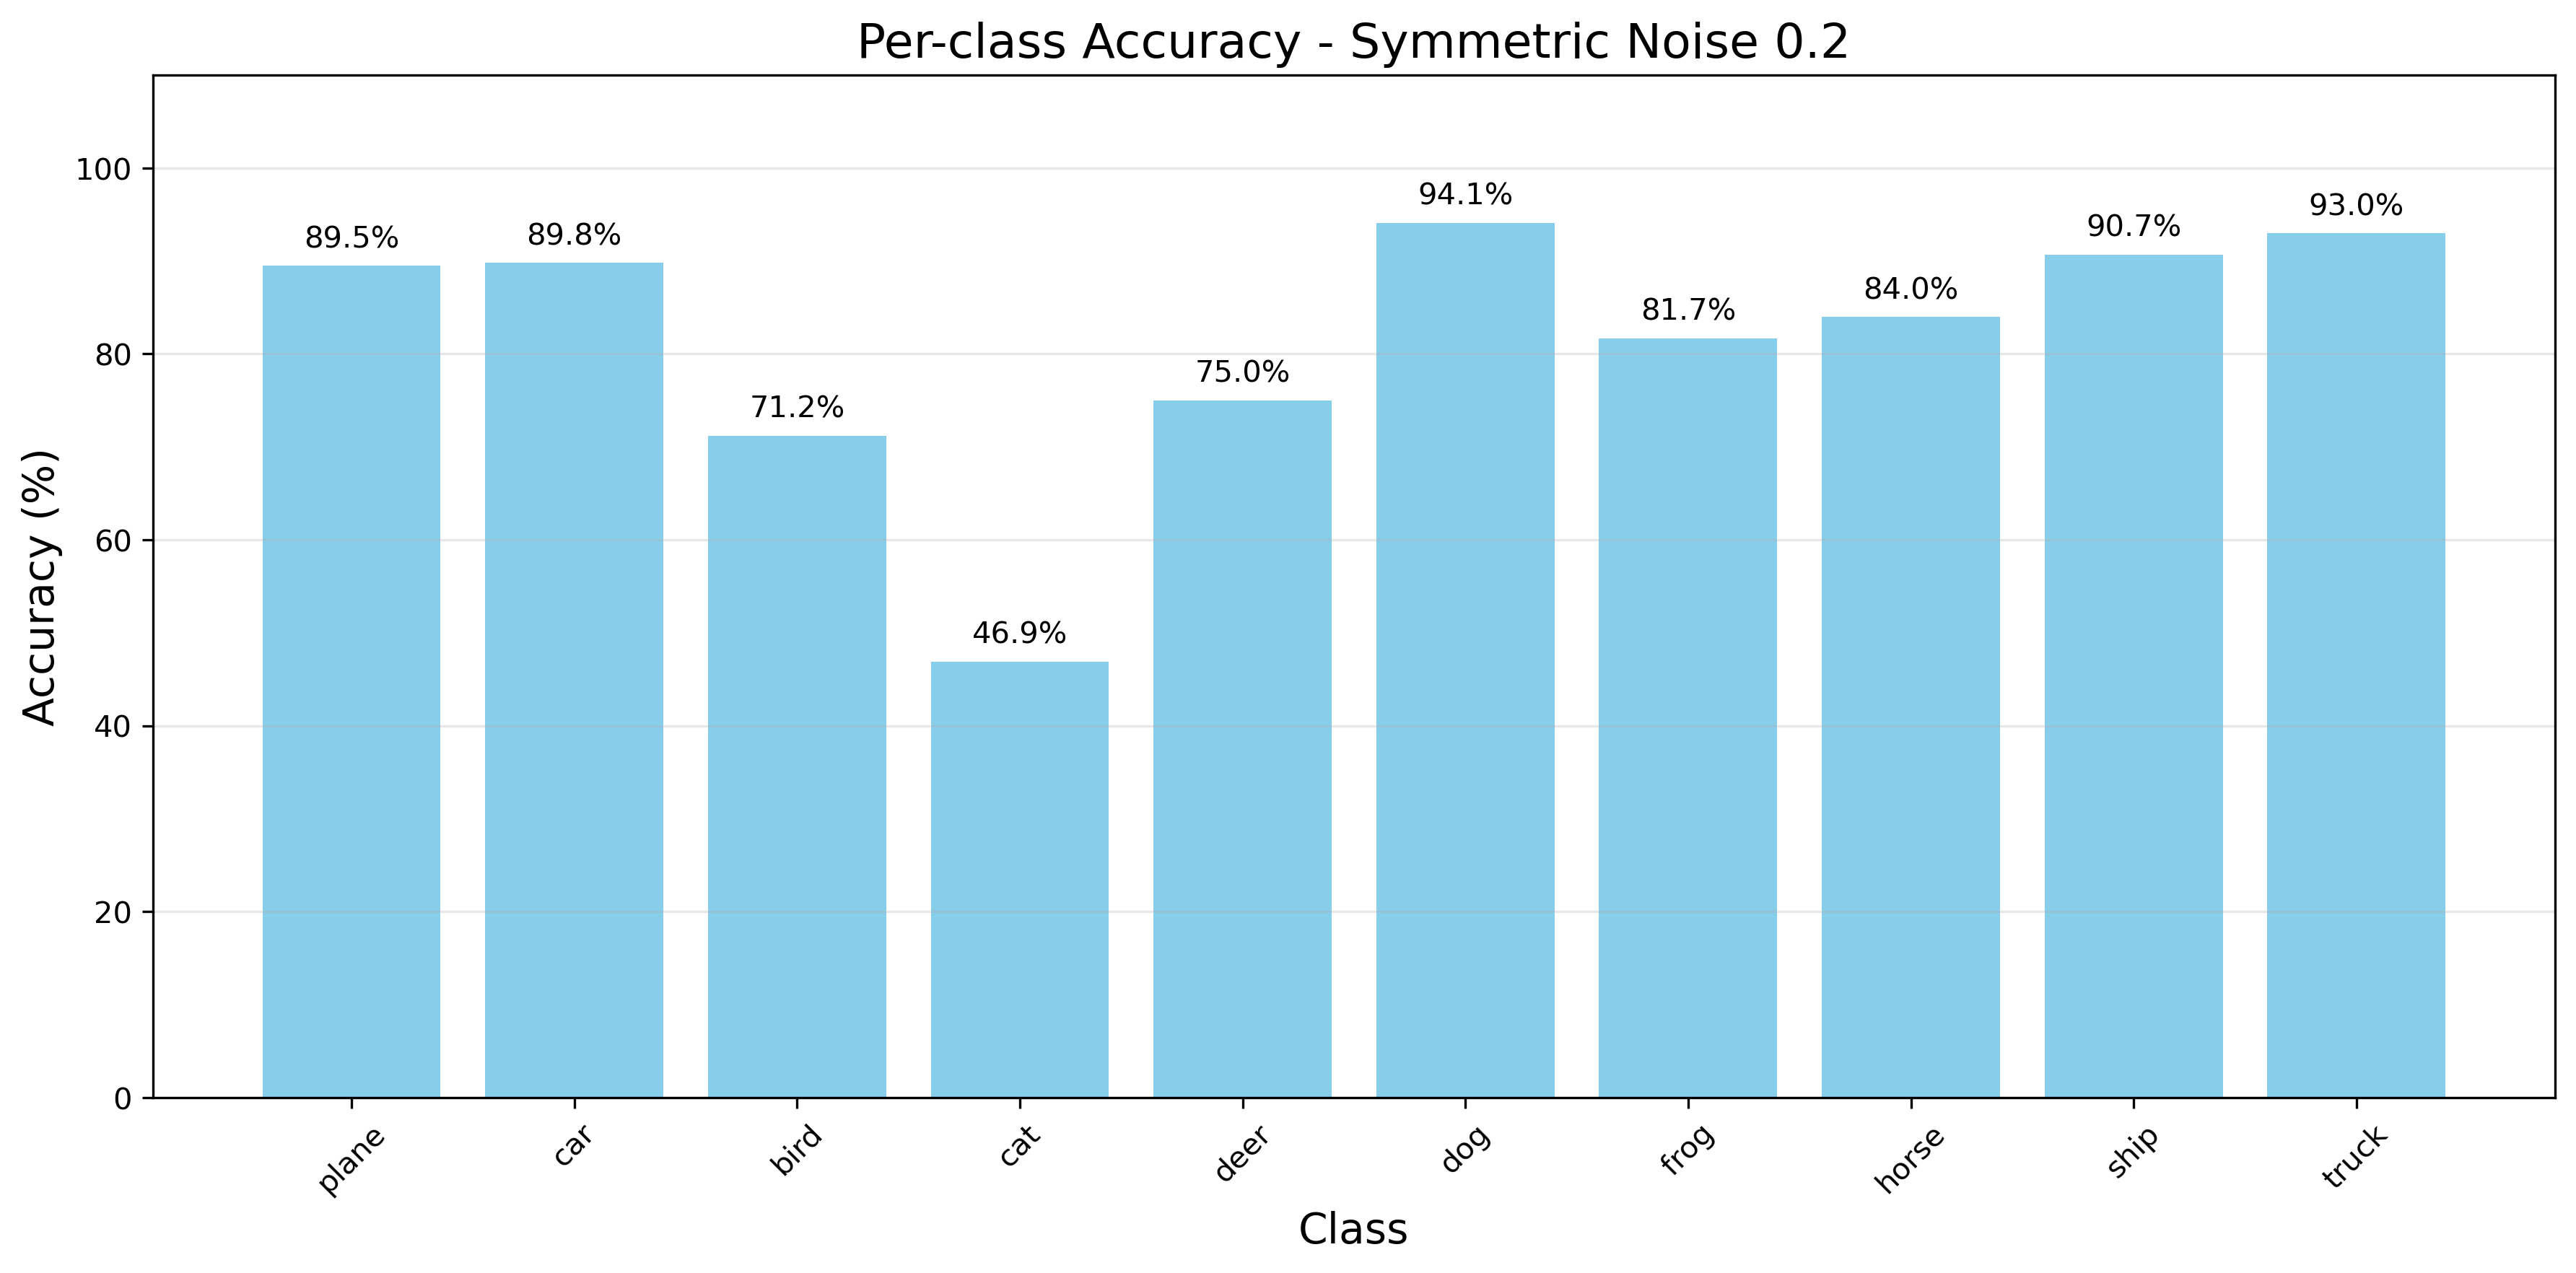 Per-class Accuracy - Symmetric Noise 0.2
Accuracy (%)
100
80
60
40
20
0
89.5%
89.8%
71.2%
46.9%
75.0%
94.1%
81.7%
84.0%
90.7%
93.0%
plane
car
bird
cat
deer
dog
frog
horse
ship
truck
Class